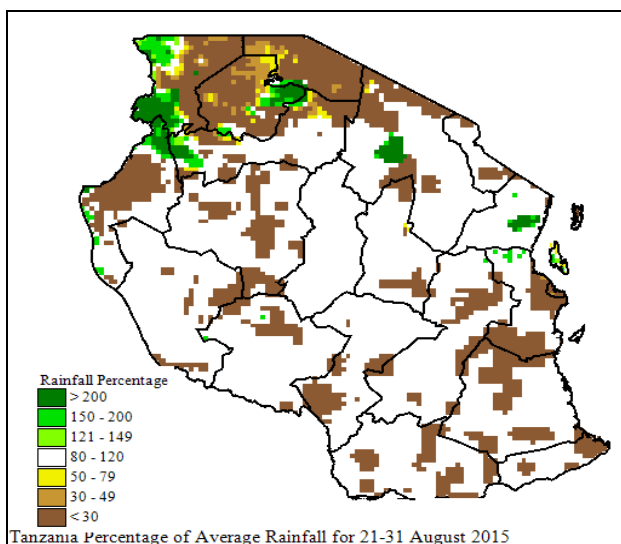 Rainfall Percentage
> 200
150 - 200
121 - 149
80 - 120
50 - 79
30 - 49
< 30
Tanzania Percentage of Average Rainfall for 21-31 August 2015